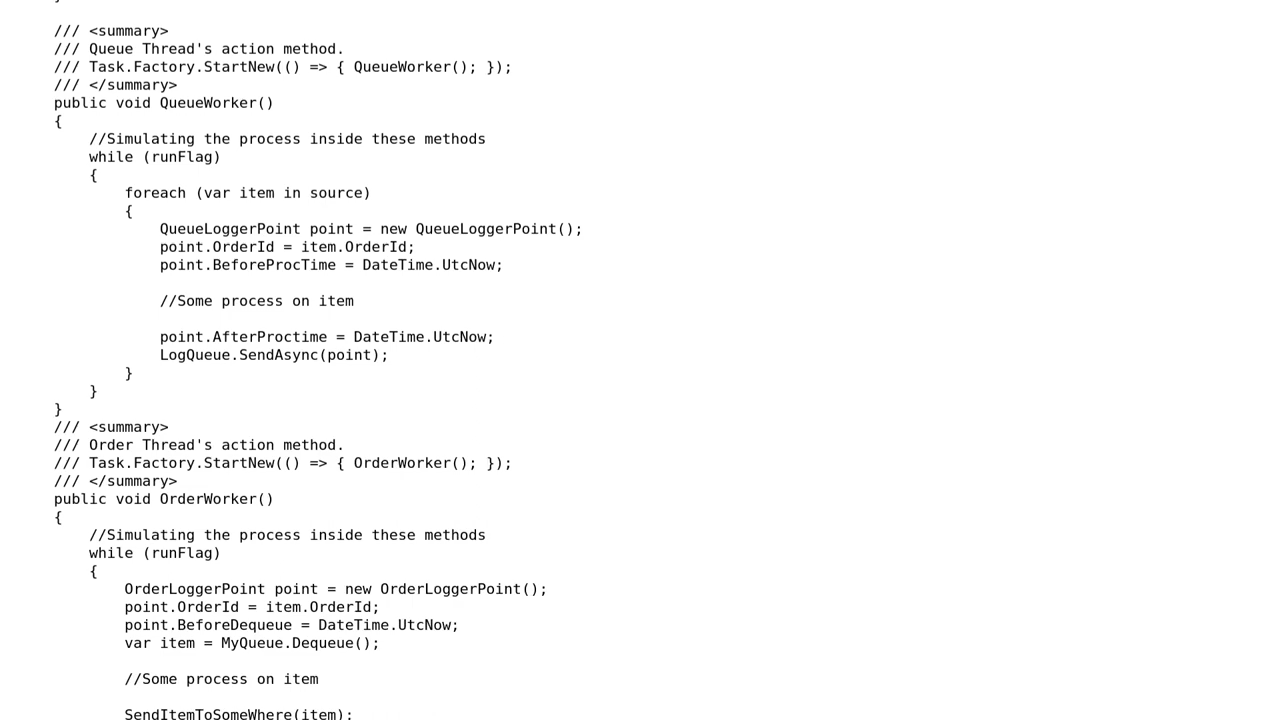 /// <summary>
/// Queue Thread's action method.
/// Task.Factory.StartNew(() => { QueueWorker(); });
/// </summary>
public void QueueWorker()
{
    //Simulating the process inside these methods
    while (runFlag)
    {
        foreach (var item in source)
        {
            QueueLoggerPoint point = new QueueLoggerPoint();
            point.OrderId = item.OrderId;
            point.BeforeProcTime = DateTime.UtcNow;

            //Some process on item

            point.AfterProctime = DateTime.UtcNow;
            LogQueue.SendAsync(point);
        }
    }
}
/// <summary>
/// Order Thread's action method.
/// Task.Factory.StartNew(() => { OrderWorker(); });
/// </summary>
public void OrderWorker()
{
    //Simulating the process inside these methods
    while (runFlag)
    {
        OrderLoggerPoint point = new OrderLoggerPoint();
        point.OrderId = item.OrderId;
        point.BeforeDequeue = DateTime.UtcNow;
        var item = MyQueue.Dequeue();

        //Some process on item

        SendItemToSomeWhere(item);